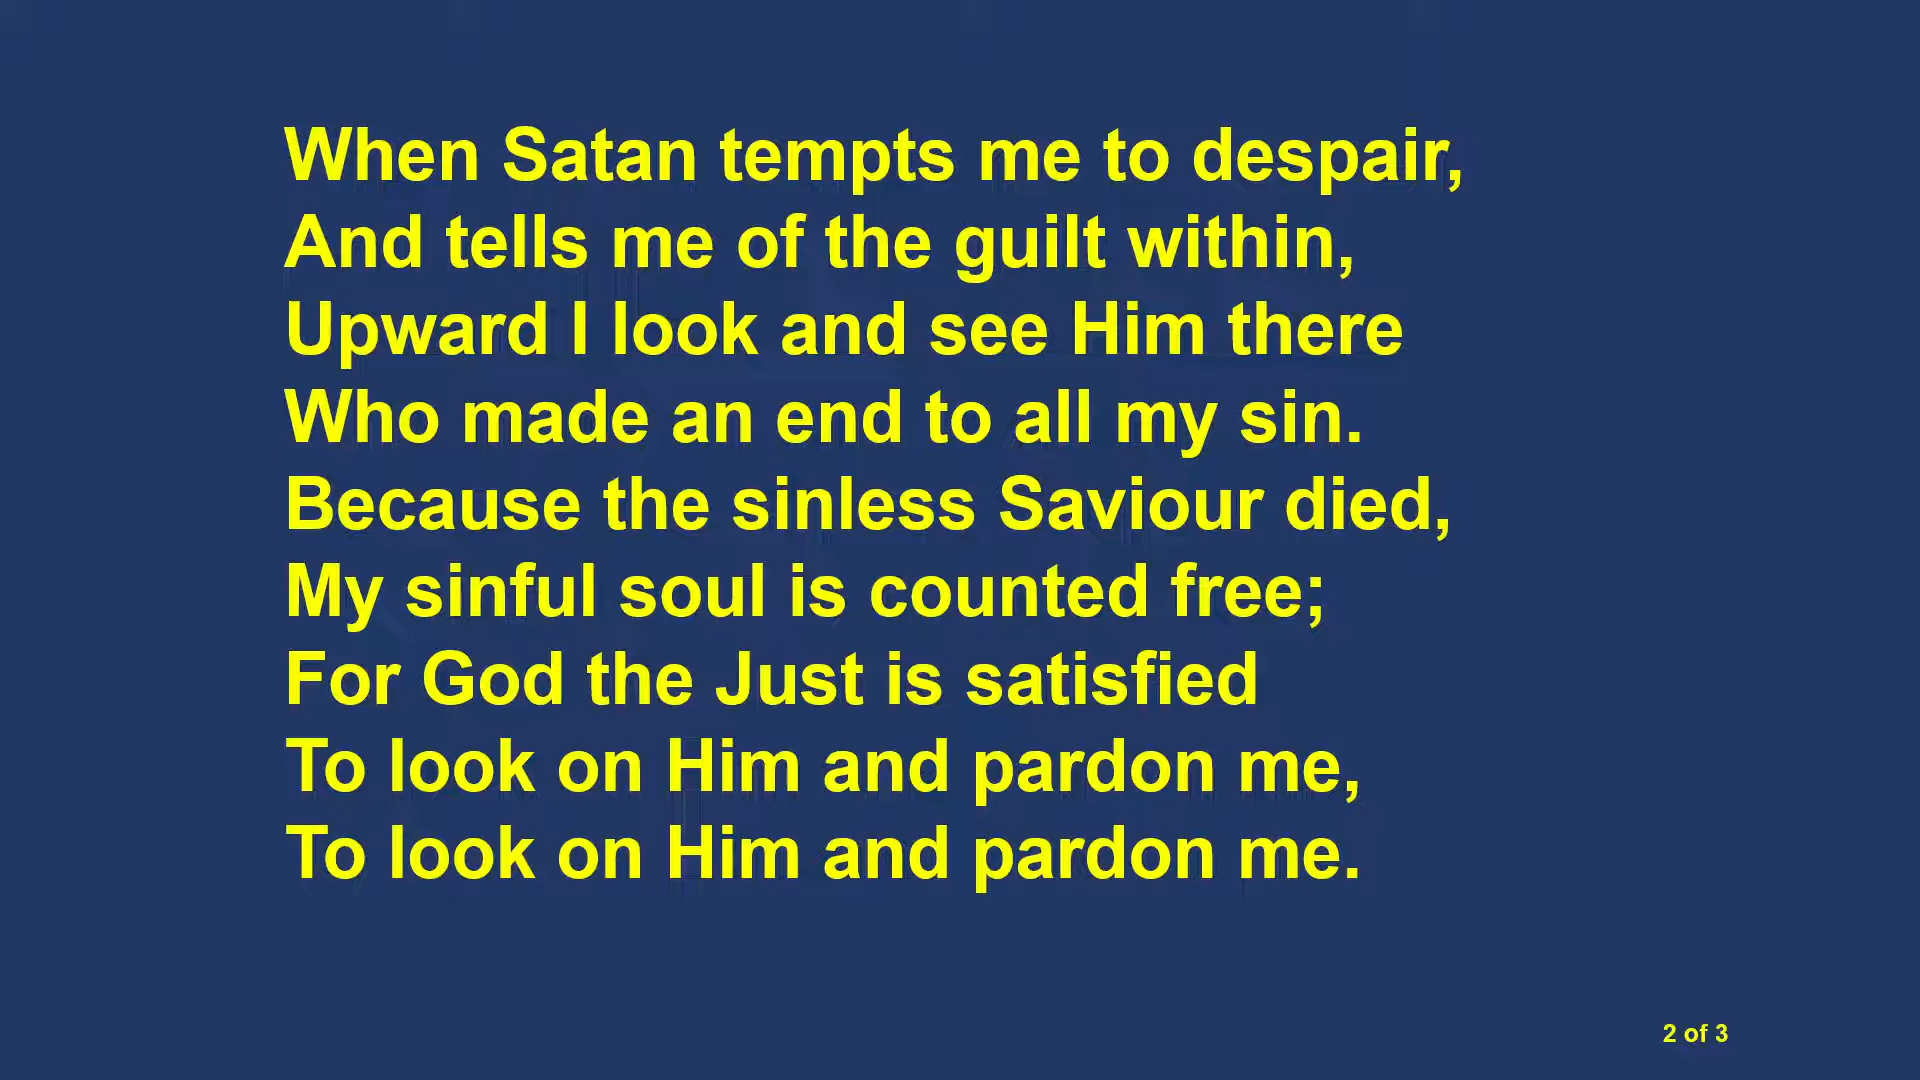 When Satan tempts me to despair,
And tells me of the guilt within,
Upward I look and see Him there
Who made an end to all my sin.
Because the sinless Saviour died,
My sinful soul is counted free;
For God the Just is satisfied
To look on Him and pardon me,
To look on Him and pardon me.
2 of 3